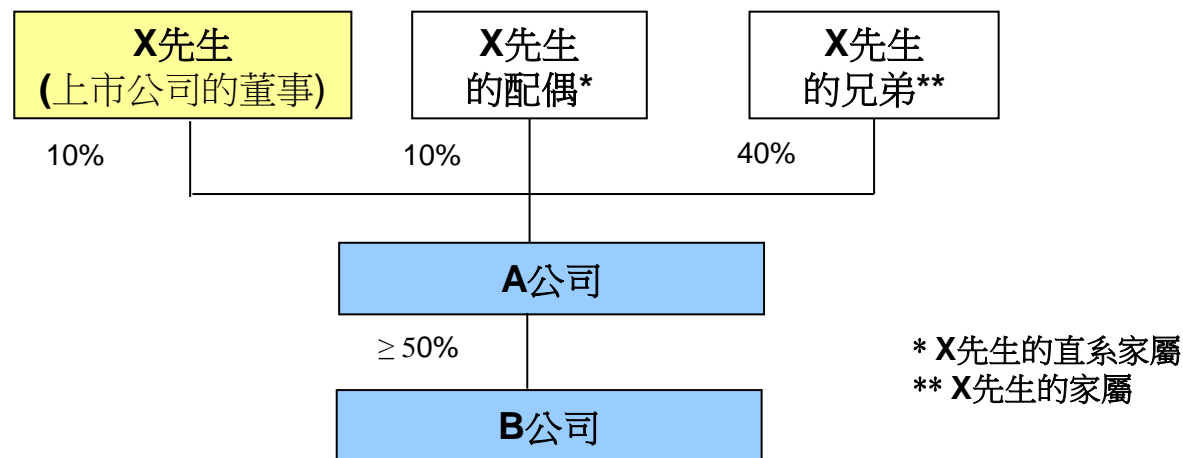 X先生
(上市公司的董事)
X先生
的配偶*
X先生
的兄弟**
10%
10%
40%
A公司
≥ 50%
* X先生的直系家屬
** X先生的家屬
B公司